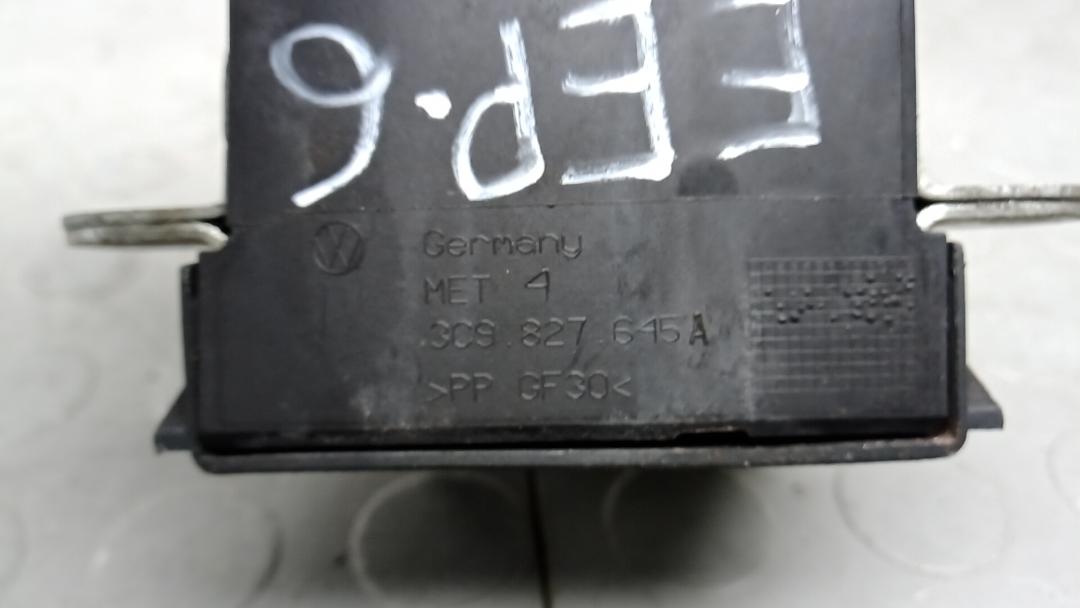 EEP.6
Germany
MET 4
3C9.827.645 A
>PP GF30<